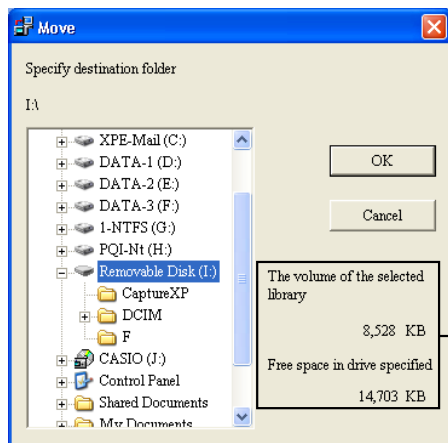 Move
Specify destination folder
I:\
XPE-Mail (C:)
DATA-1 (D:)
DATA-2 (E:)
DATA-3 (F:)
1-NTFS (G:)
PQI-Nt (H:)
Removable Disk (I:)
CaptureXP
DCIM
F
CASIO (J:)
Control Panel
Shared Documents
My Documents
OK
Cancel
The volume of the selected
library
8,528 KB
Free space in drive specified
14,703 KB